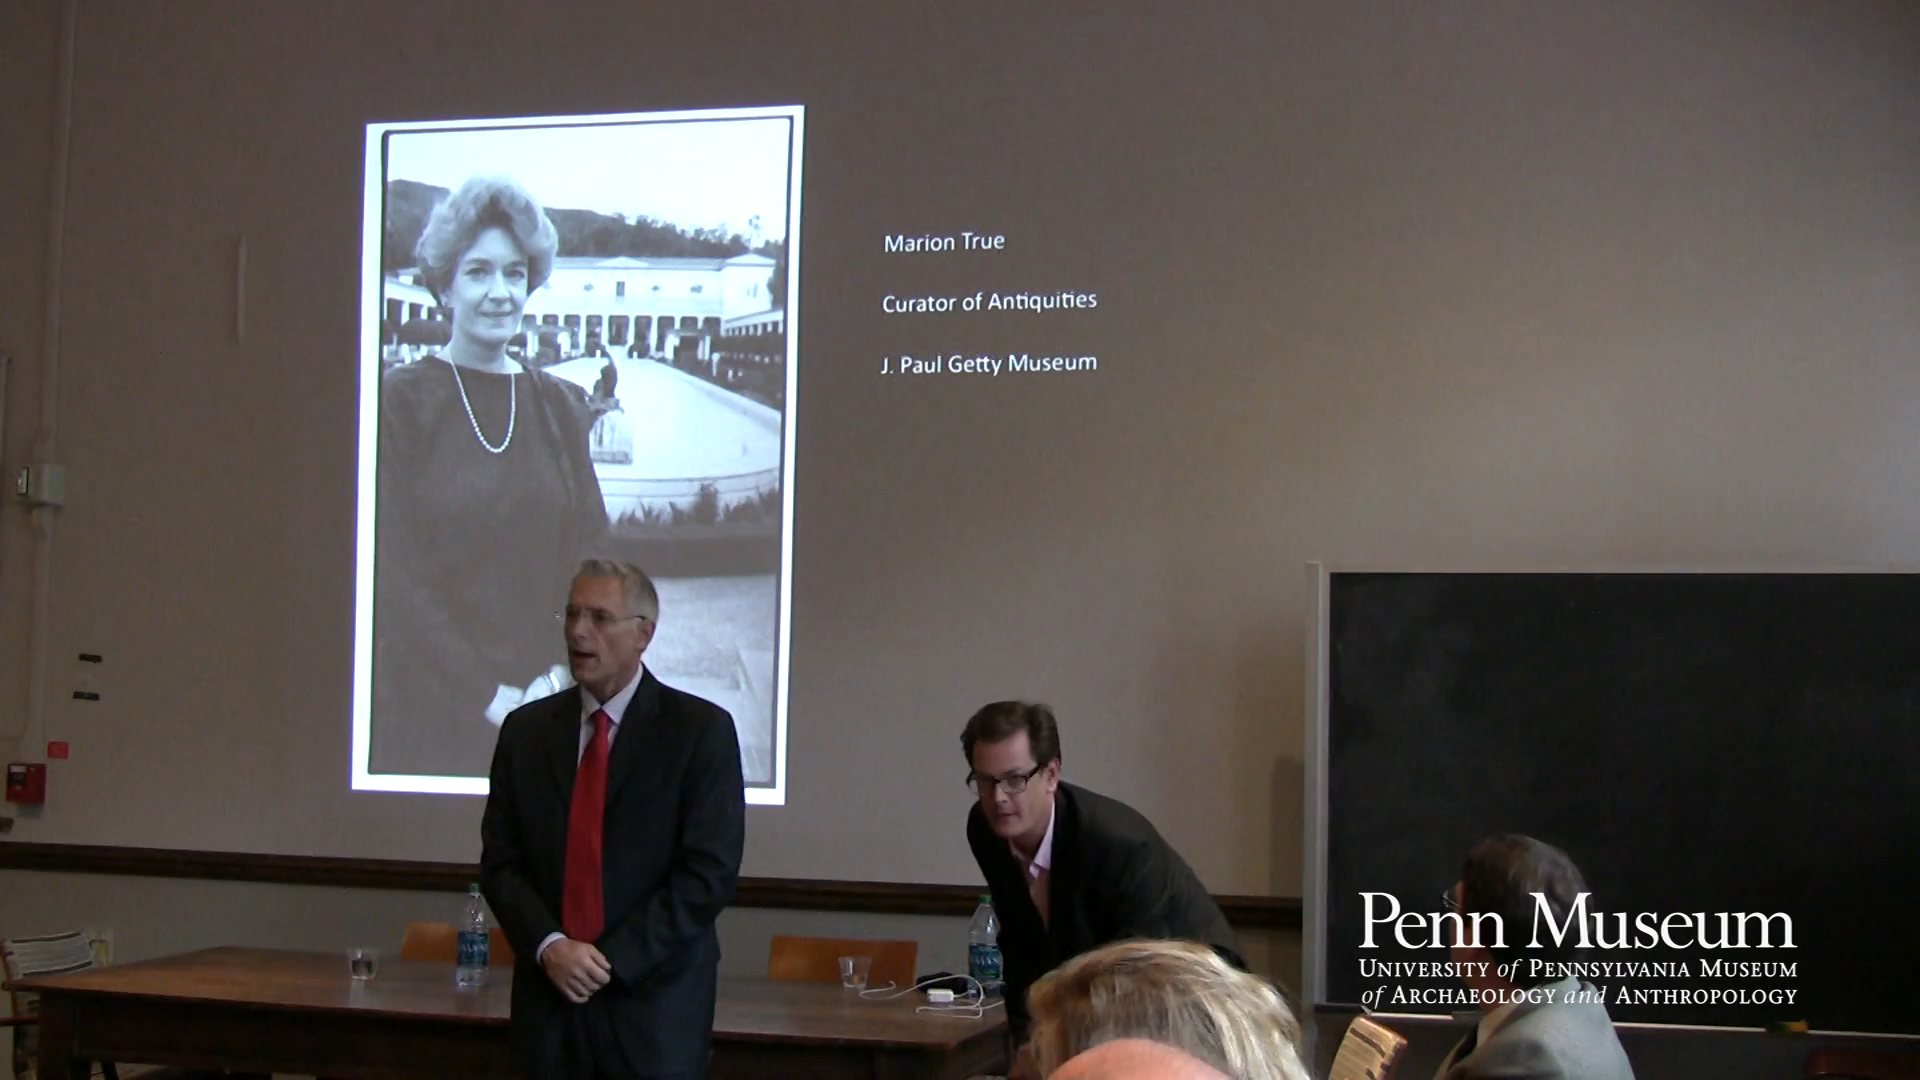 Marion True
Curator of Antiquities
J. Paul Getty Museum
Penn Museum
University of Pennsylvania Museum
of Archaeology and Anthropology